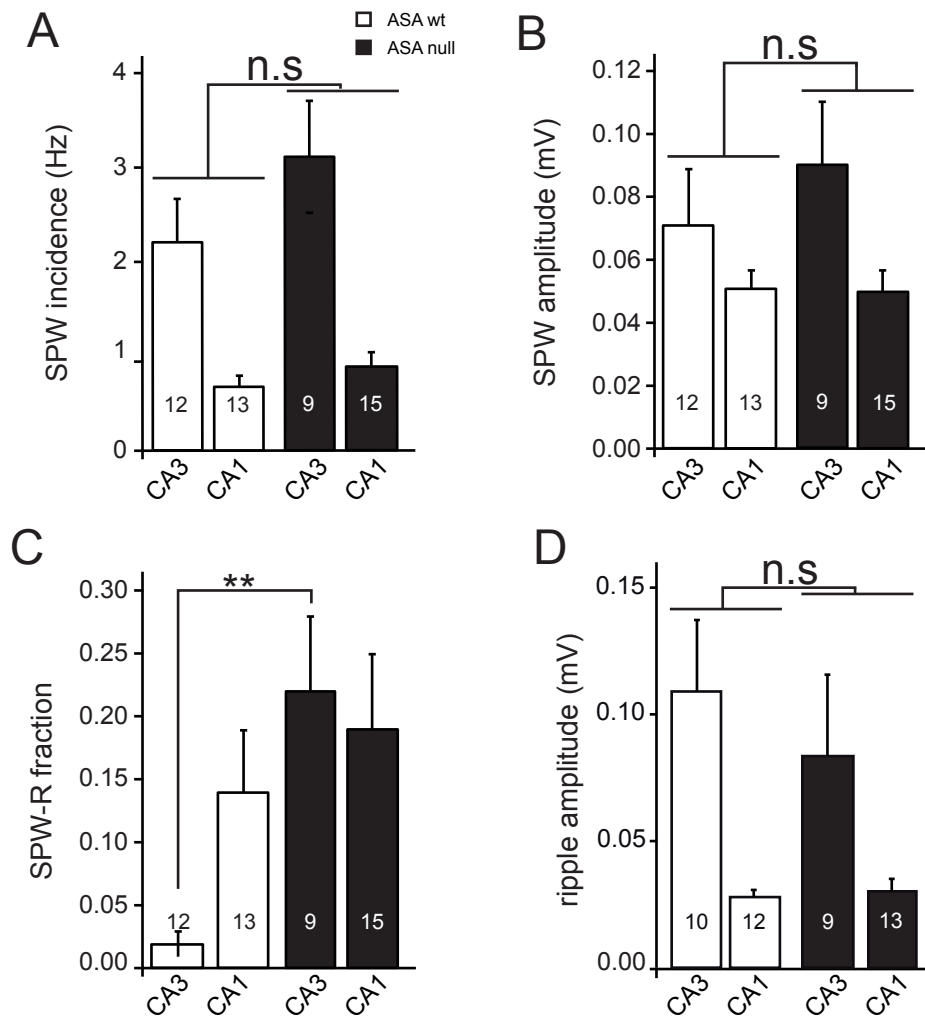 ASA wt
ASA null
A
n.s
SPW incidence (Hz)
4
3
2
1
0
12
13
9
15
CA3
CA1
CA3
CA1
B
n.s
SPW amplitude (mV)
0.12
0.10
0.08
0.06
0.04
0.02
0.00
12
13
9
15
CA3
CA1
CA3
CA1
C
**
SPW-R fraction
0.30
0.25
0.20
0.15
0.10
0.05
0.00
12
13
9
15
CA3
CA1
CA3
CA1
D
n.s
ripple amplitude (mV)
0.15
0.10
0.05
0.00
10
12
9
13
CA3
CA1
CA3
CA1